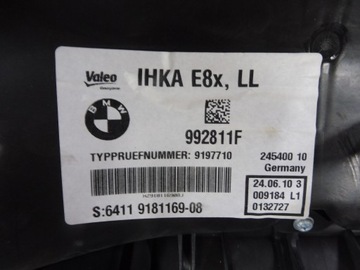 Valeo
IHKA E8x, LL
BMW
992811F
TYPPRUEFNUMMER: 9197710
245400 10
Germany
24.06.10 3
009184 L1
0132727
S:6411 9181169-08